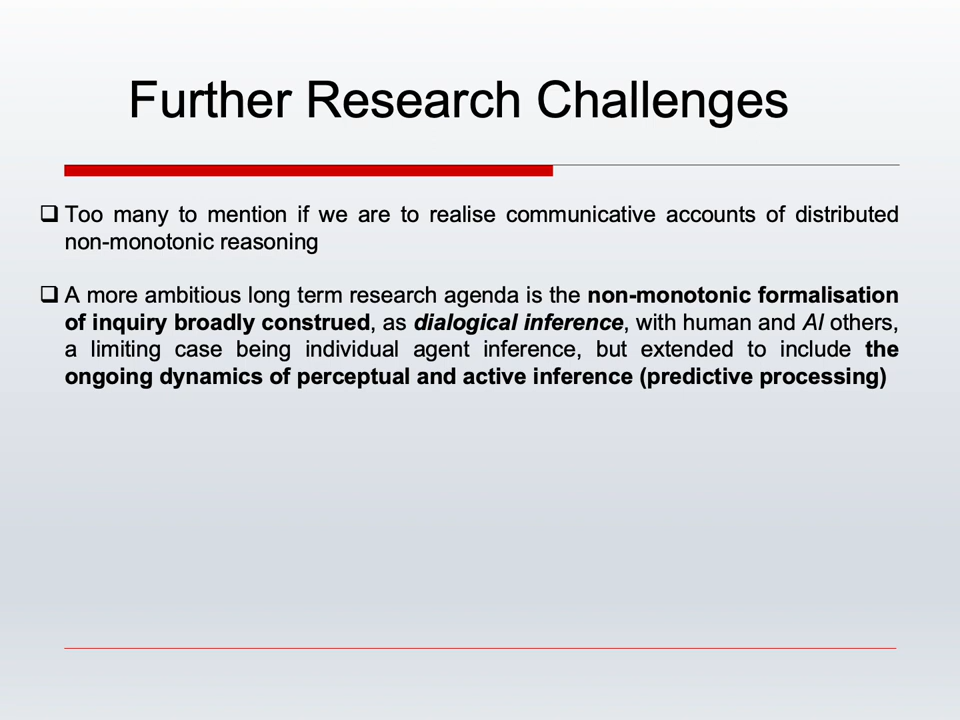 Further Research Challenges
Too many to mention if we are to realise communicative accounts of distributed
non-monotonic reasoning
A more ambitious long term research agenda is the non-monotonic formalisation
of inquiry broadly construed, as dialogical inference, with human and AI others,
a limiting case being individual agent inference, but extended to include the
ongoing dynamics of perceptual and active inference (predictive processing)